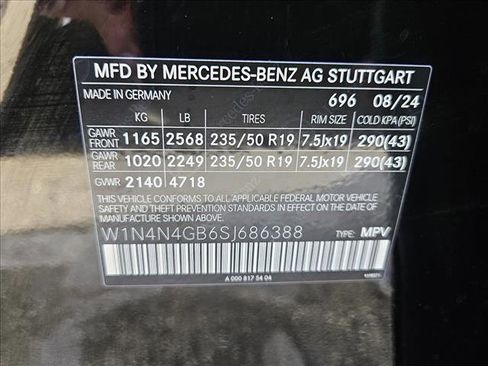 MFD BY MERCEDES-BENZ AG STUTTGART
MADE IN GERMANY 696 08/24
KG LB TIRES RIM SIZE COLD KPA(PSI)
GAWR FRONT 1165 2568 235/50 R19 7.5Jx19 290(43)
GAWR REAR 1020 2249 235/50 R19 7.5Jx19 290(43)
GVWR 2140 4718
THIS VEHICLE CONFORMS TO ALL APPLICABLE FEDERAL MOTOR VEHICLE
SAFETY STANDARDS IN EFFECT ON THE DATE OF MANUFACTURE SHOWN ABOVE.
W1N4N4GB6SJ686388 TYPE: MPV
A 000 817 54 04